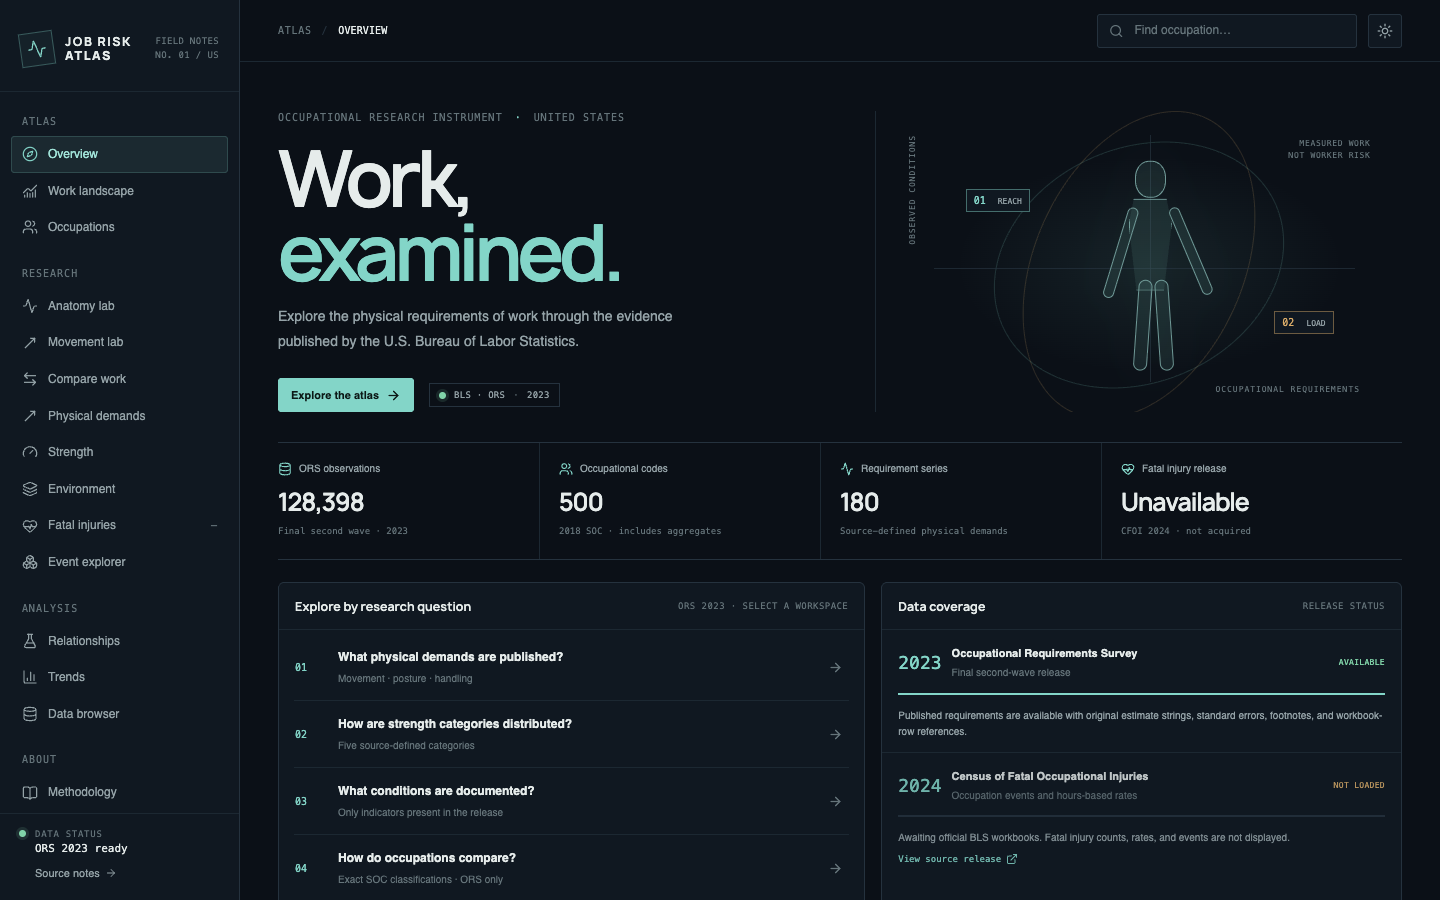 JOB RISK
ATLAS
FIELD NOTES
NO. 01 / US
ATLAS
Overview
Work landscape
Occupations
RESEARCH
Anatomy lab
Movement lab
Compare work
Physical demands
Strength
Environment
Fatal injuries –
Event explorer
ANALYSIS
Relationships
Trends
Data browser
ABOUT
Methodology
DATA STATUS
ORS 2023 ready
Source notes →
ATLAS / OVERVIEW
Find occupation...
OCCUPATIONAL RESEARCH INSTRUMENT · UNITED STATES
Work,
examined.
Explore the physical requirements of work through the evidence
published by the U.S. Bureau of Labor Statistics.
Explore the atlas →
BLS · ORS · 2023
OBSERVED CONDITIONS
MEASURED WORK
NOT WORKER RISK
01 REACH
02 LOAD
OCCUPATIONAL REQUIREMENTS
ORS observations
128,398
Final second wave · 2023
Occupational codes
500
2018 SOC · includes aggregates
Requirement series
180
Source-defined physical demands
Fatal injury release
Unavailable
CFOI 2024 · not acquired
Explore by research question
ORS 2023 · SELECT A WORKSPACE
01
What physical demands are published?
Movement · posture · handling
02
How are strength categories distributed?
Five source-defined categories
03
What conditions are documented?
Only indicators present in the release
04
How do occupations compare?
Exact SOC classifications · ORS only
Data coverage
RELEASE STATUS
2023
Occupational Requirements Survey
Final second-wave release
AVAILABLE
Published requirements are available with original estimate strings, standard errors, footnotes, and workbook-
row references.
2024
Census of Fatal Occupational Injuries
Occupation events and hours-based rates
NOT LOADED
Awaiting official BLS workbooks. Fatal injury counts, rates, and events are not displayed.
View source release